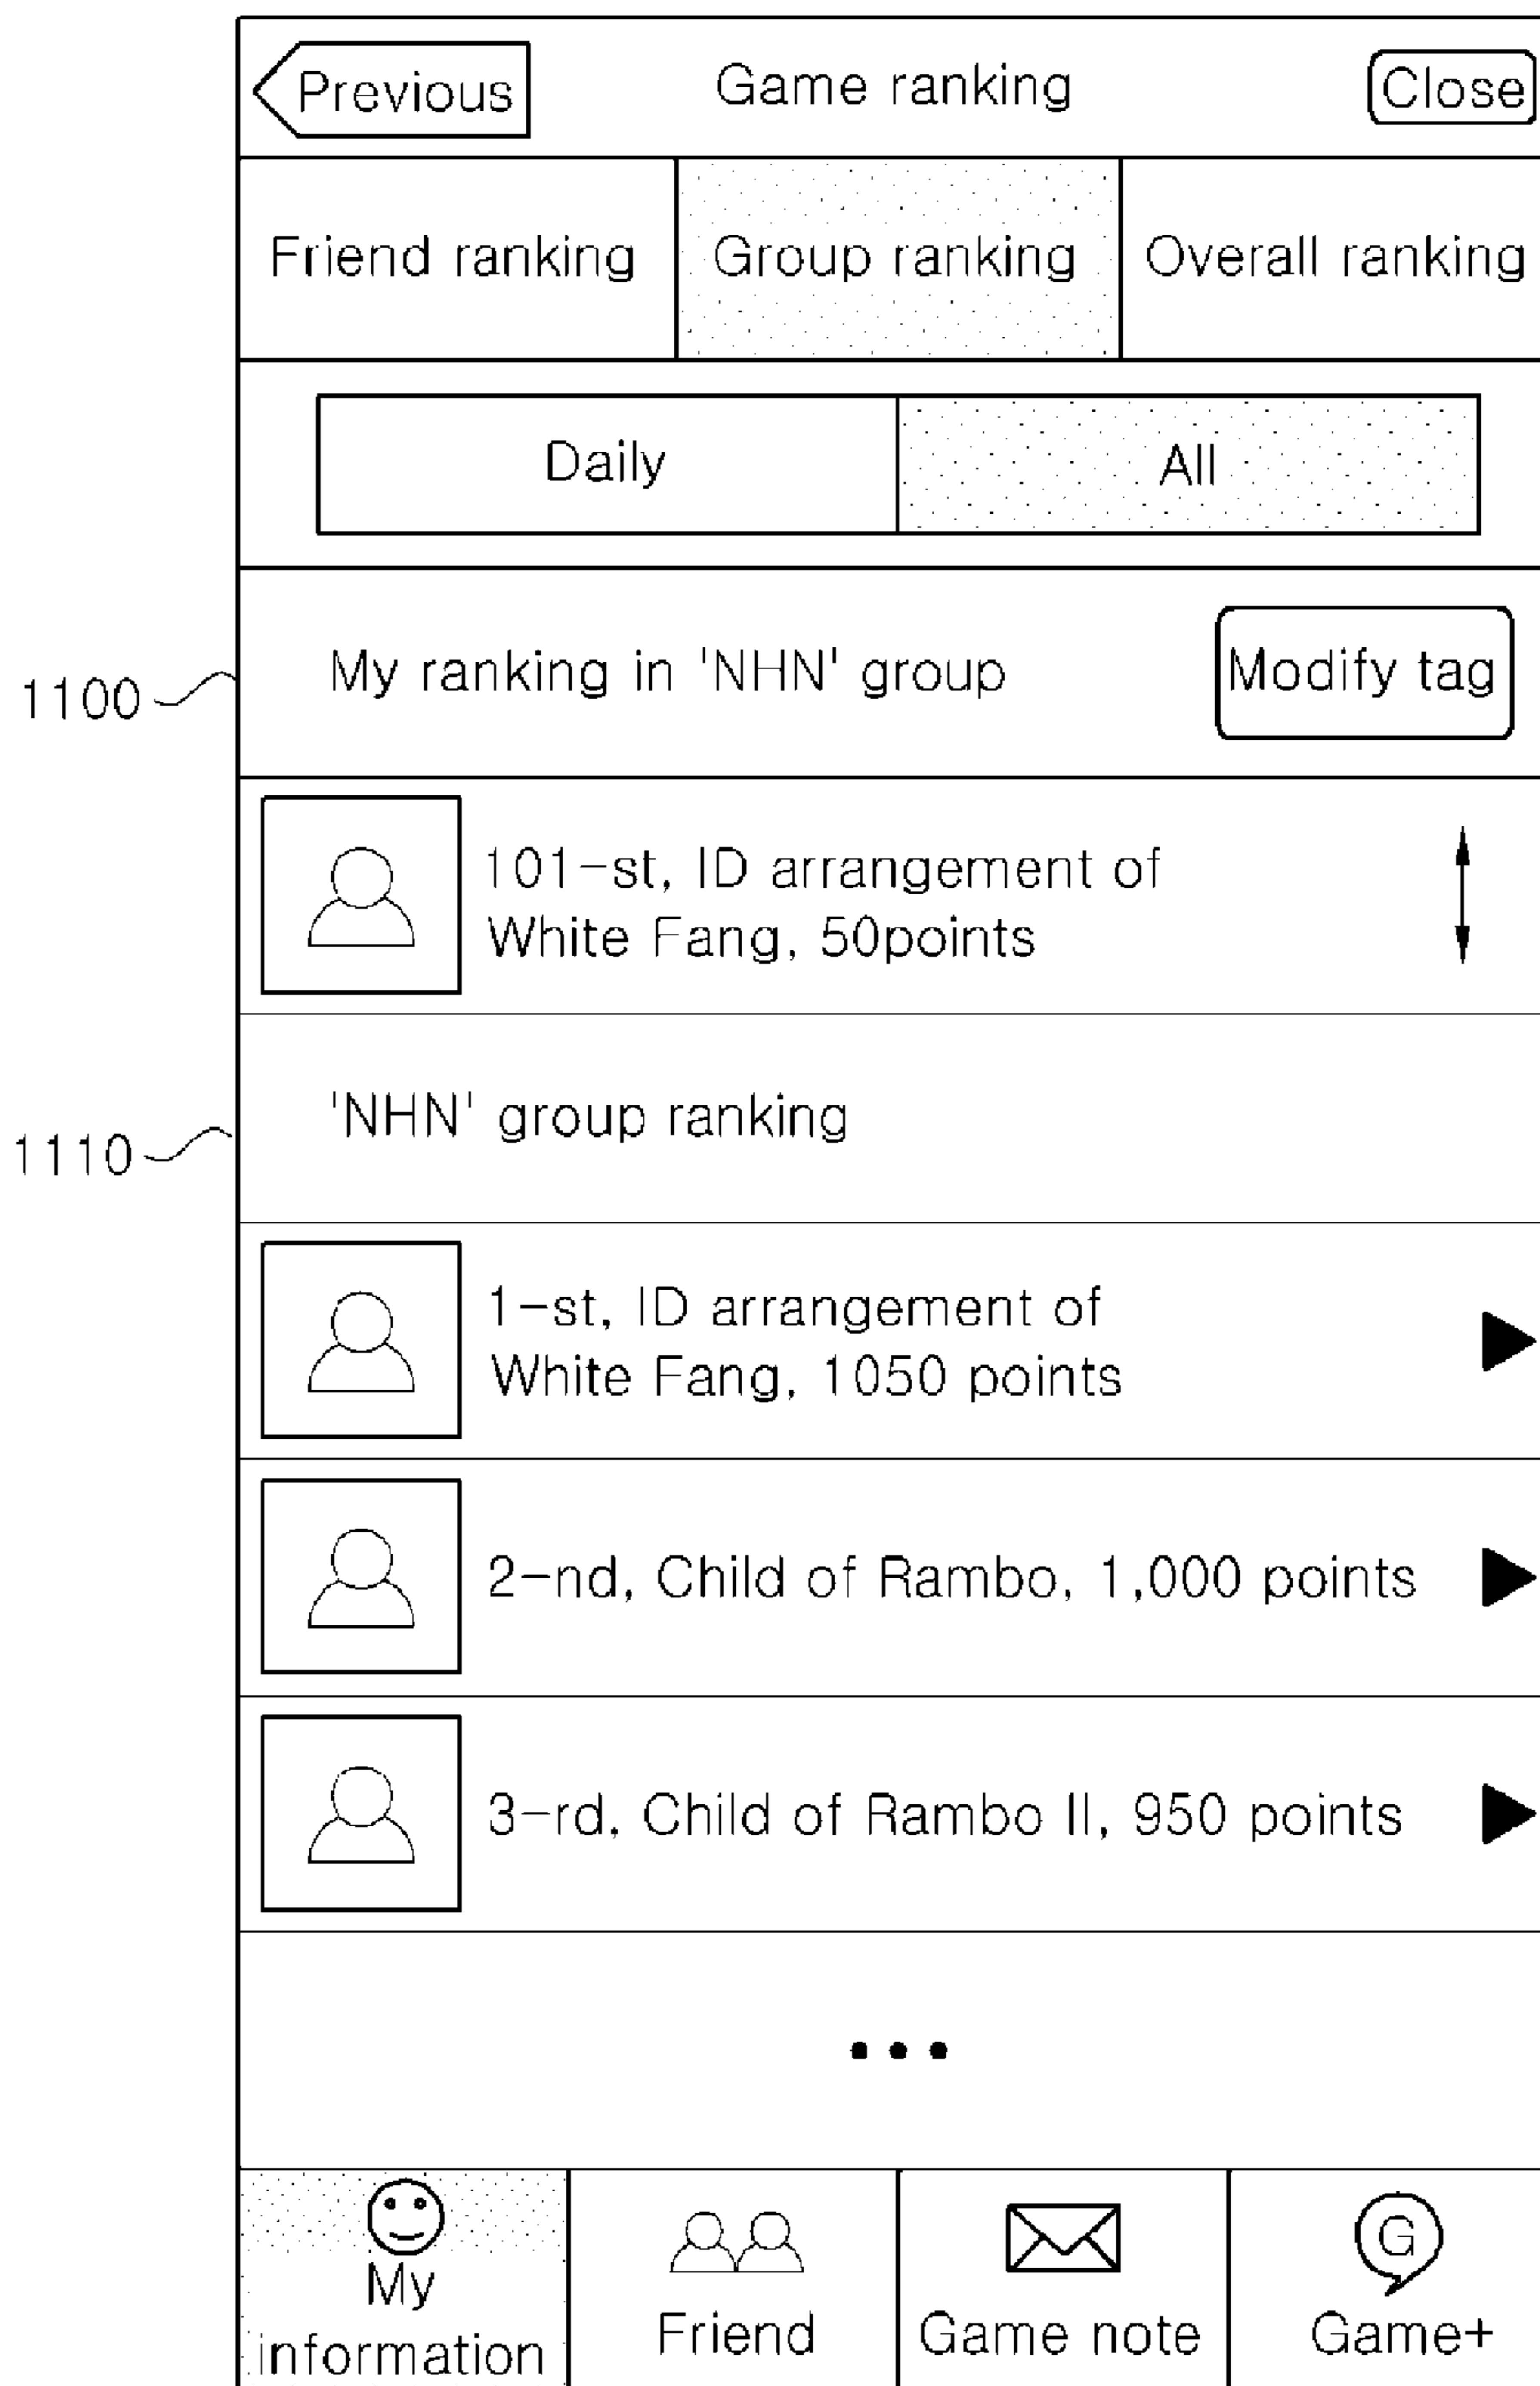 Previous
Game ranking
Close
Friend ranking
Group ranking
Overall ranking
Daily
All
1100
My ranking in 'NHN' group
Modify tag
101-st, ID arrangement of
White Fang, 50points
1110
'NHN' group ranking
1-st, ID arrangement of
White Fang, 1050 points
2-nd, Child of Rambo, 1,000 points
3-rd, Child of Rambo II, 950 points
•••
My
information
Friend
Game note
G
Game+